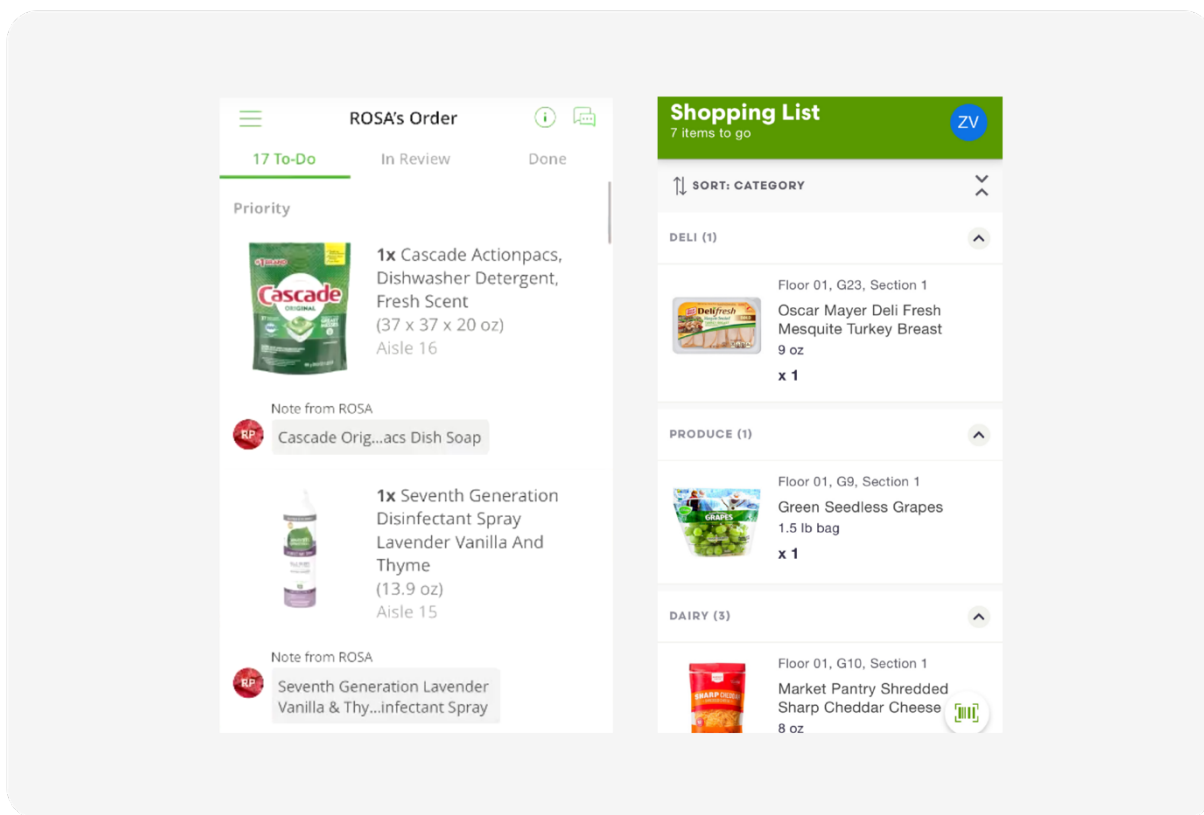 ROSA's Order
17 To-Do
In Review
Done
Priority
Cascade
ORIGINAL
1x Cascade Actionpacs,
Dishwasher Detergent,
Fresh Scent
(37 x 37 x 20 oz)
Aisle 16
Note from ROSA
RP
Cascade Orig...acs Dish Soap
1x Seventh Generation
Disinfectant Spray
Lavender Vanilla And
Thyme
(13.9 oz)
Aisle 15
Note from ROSA
RP
Seventh Generation Lavender
Vanilla & Thy...infectant Spray
Shopping List
7 items to go
ZV
SORT: CATEGORY
DELI (1)
Delifresh
Floor 01, G23, Section 1
Oscar Mayer Deli Fresh
Mesquite Turkey Breast
9 oz
x 1
PRODUCE (1)
GRAPES
Floor 01, G9, Section 1
Green Seedless Grapes
1.5 lb bag
x 1
DAIRY (3)
SHARP
Floor 01, G10, Section 1
Market Pantry Shredded
Sharp Cheddar Cheese
8 oz